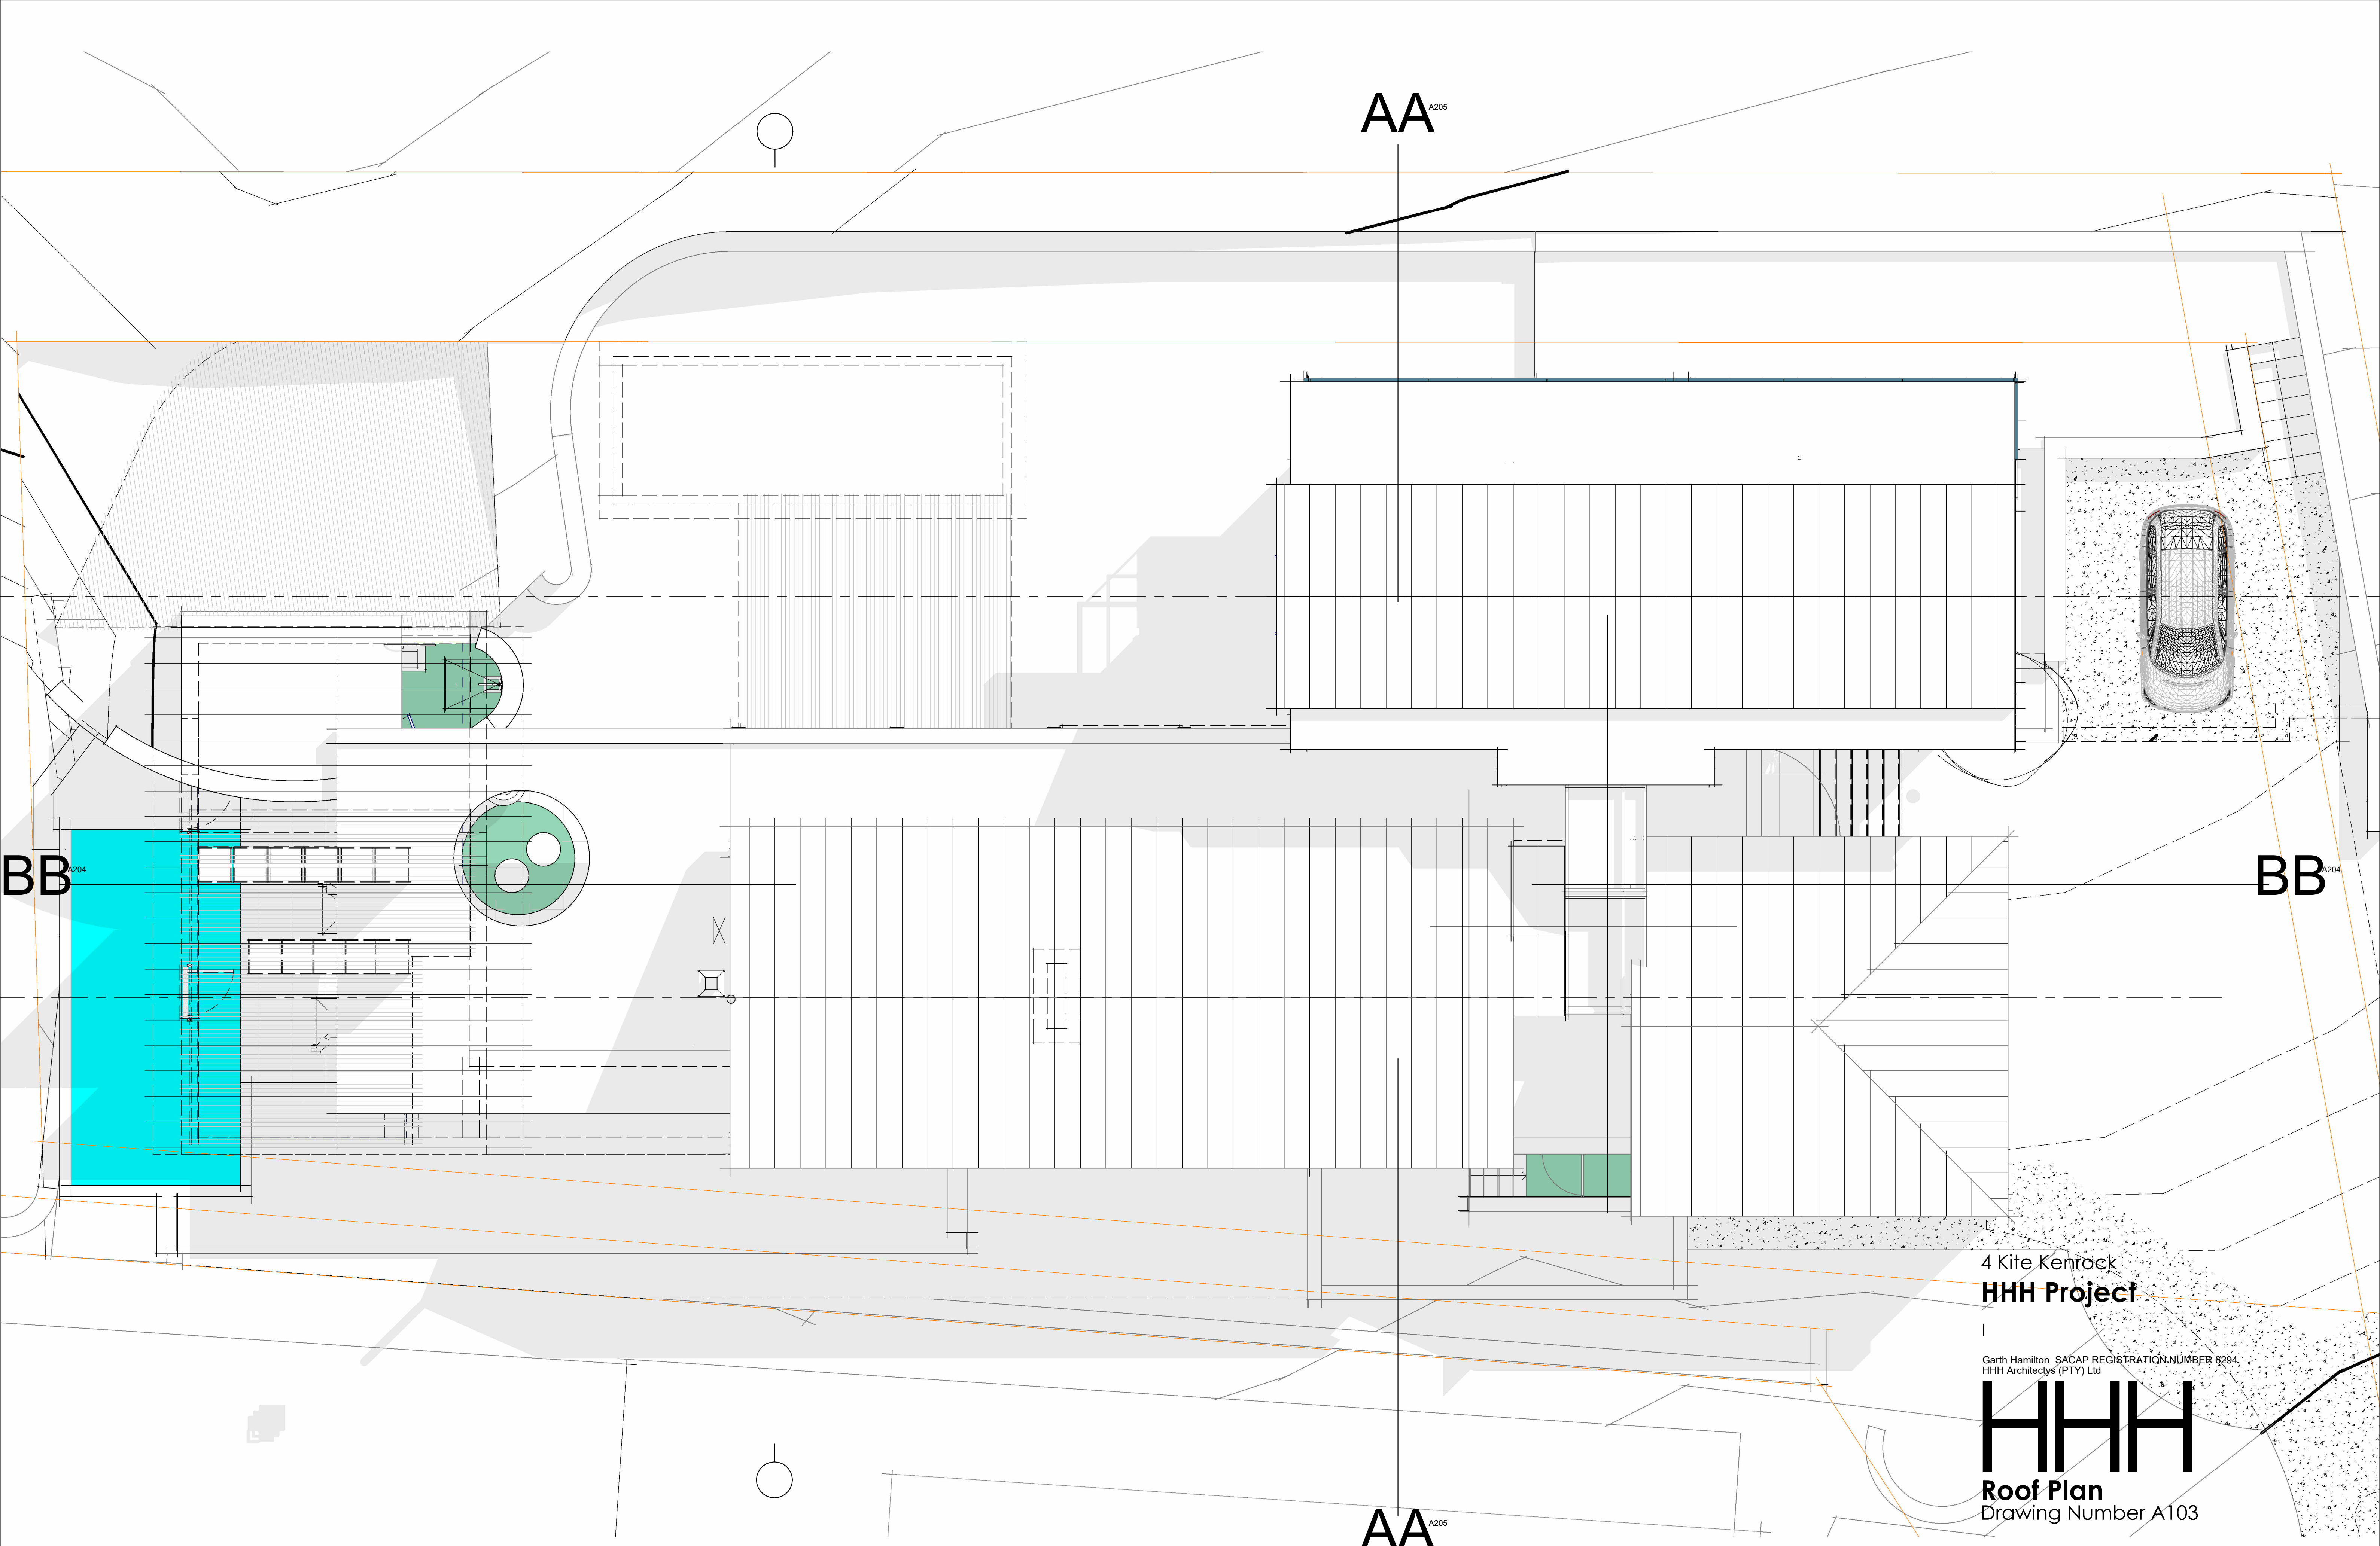 AA A205
BB A204
BB A204
4 Kite Kenrock
HHH Project
Garth Hamilton SACAP REGISTRATION NUMBER 6294
HHH Architectys (PTY) Ltd
HHH
Roof Plan
Drawing Number A103
AA A205